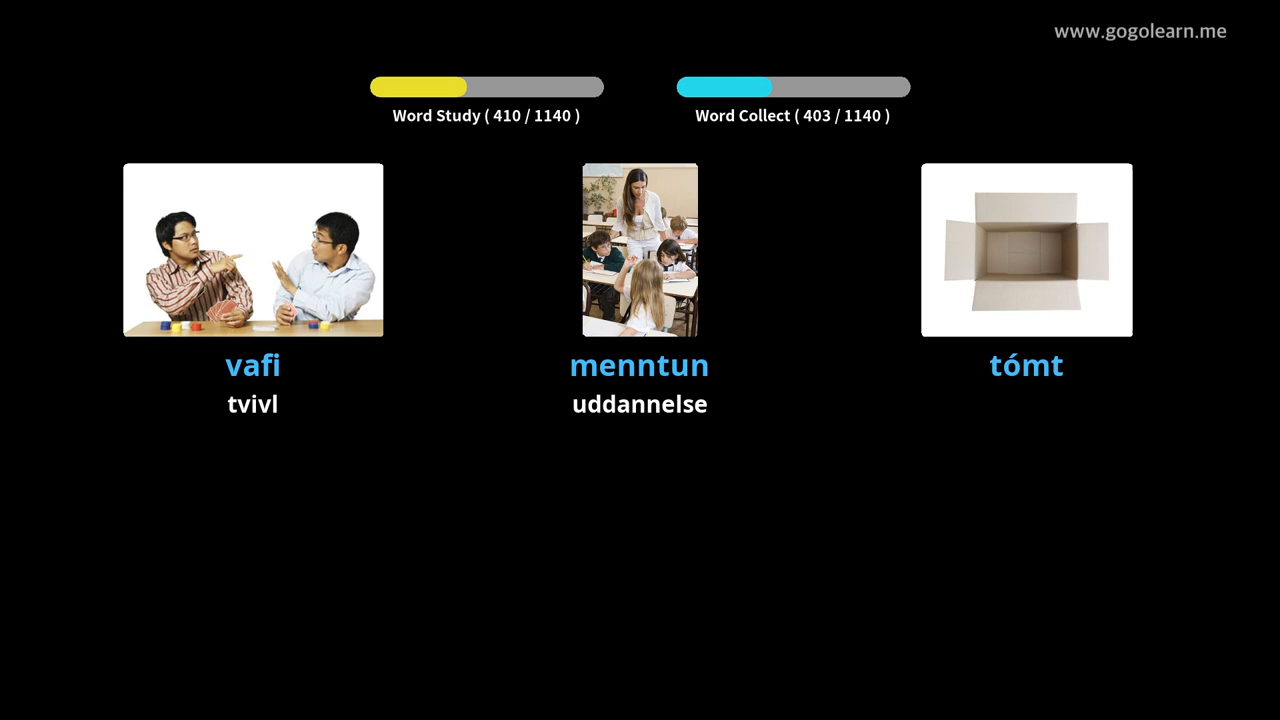 www.gogolearn.me
Word Study ( 410 / 1140 )
Word Collect ( 403 / 1140 )
vafi
tvivl
menntun
uddannelse
tómt